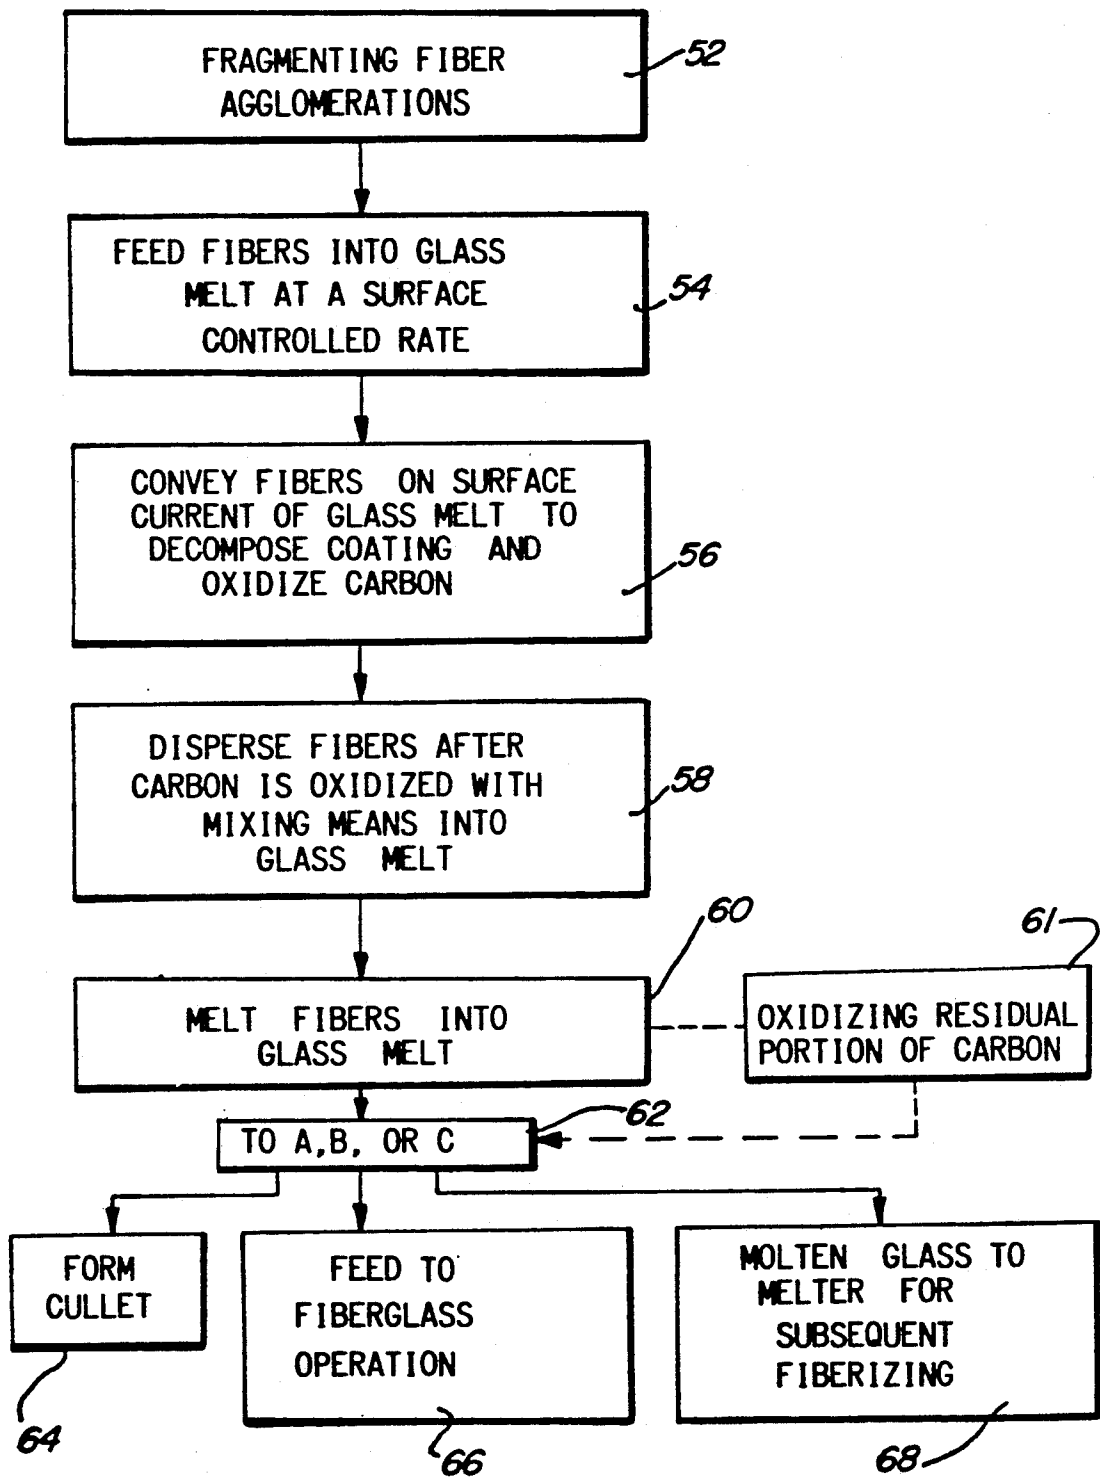 FRAGMENTING FIBER
AGGLOMERATIONS
52
FEED FIBERS INTO GLASS
MELT AT A SURFACE
CONTROLLED RATE
54
CONVEY FIBERS ON SURFACE
CURRENT OF GLASS MELT TO
DECOMPOSE COATING AND
OXIDIZE CARBON
56
DISPERSE FIBERS AFTER
CARBON IS OXIDIZED WITH
MIXING MEANS INTO
GLASS MELT
58
MELT FIBERS INTO
GLASS MELT
60
61
OXIDIZING RESIDUAL
PORTION OF CARBON
TO A,B, OR C
62
FORM
CULLET
64
FEED TO
FIBERGLASS
OPERATION
66
MOLTEN GLASS TO
MELTER FOR
SUBSEQUENT
FIBERIZING
68